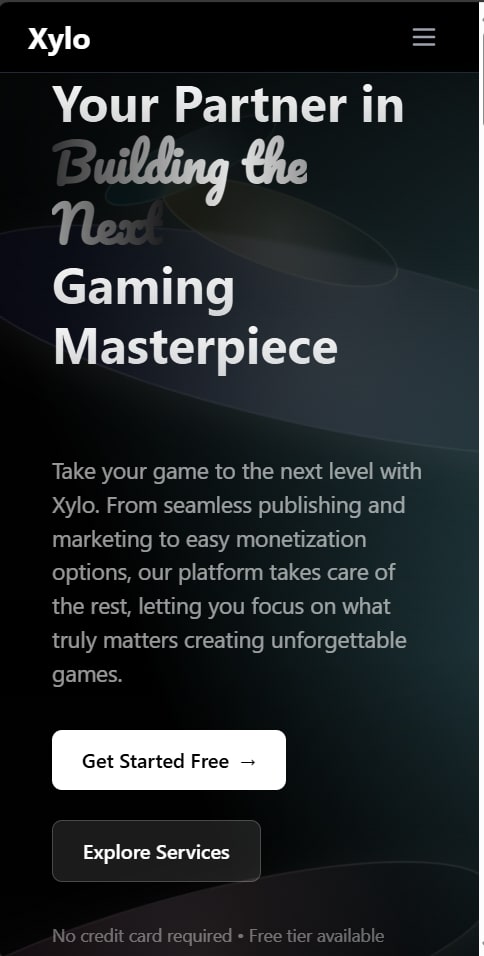 Xylo
Your Partner in
Building the
Next
Gaming
Masterpiece
Take your game to the next level with
Xylo. From seamless publishing and
marketing to easy monetization
options, our platform takes care of
the rest, letting you focus on what
truly matters creating unforgettable
games.
Get Started Free →
Explore Services
No credit card required • Free tier available